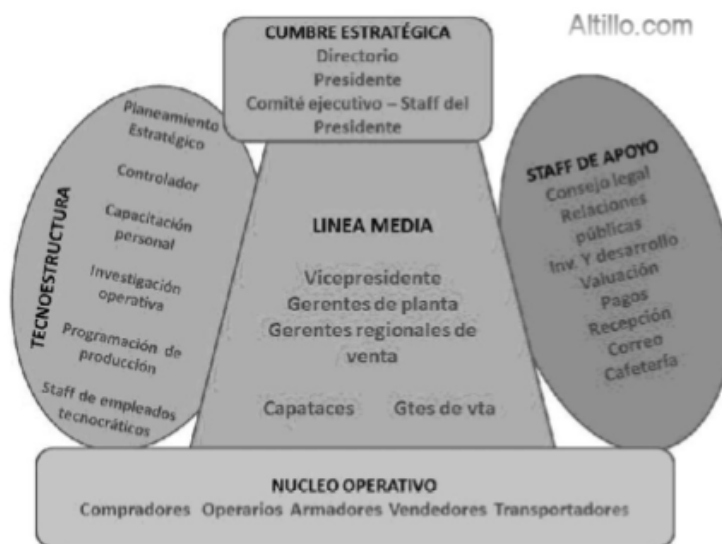 Altillo.com
CUMBRE ESTRATÉGICA
Directorio
Presidente
Comité ejecutivo – Staff del
Presidente
TECNOESTRUCTURA
Planeamiento
Estratégico
Controlador
Capacitación
personal
Investigación
operativa
Programación de
producción
Staff de empleados
tecnocráticos
LINEA MEDIA
Vicepresidente
Gerentes de planta
Gerentes regionales de
venta
Capataces Gtes de vta
STAFF DE APOYO
Consejo legal
Relaciones
públicas
Inv. Y desarrollo
Valuación
Pagos
Recepción
Correo
Cafetería
NUCLEO OPERATIVO
Compradores Operarios Armadores Vendedores Transportadores